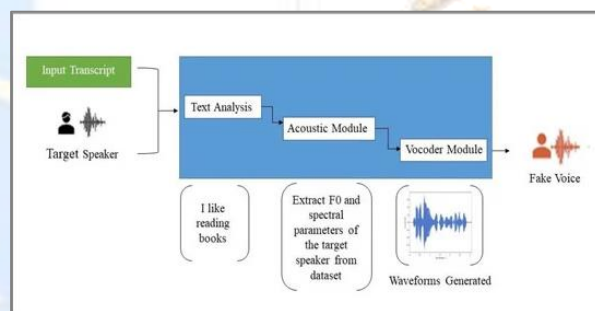 Input Transcript
Target Speaker
Text Analysis
Acoustic Module
Vocoder Module
Fake Voice
I like
reading
books
Extract F0 and
spectral
parameters of
the target
speaker from
dataset
Waveforms Generated